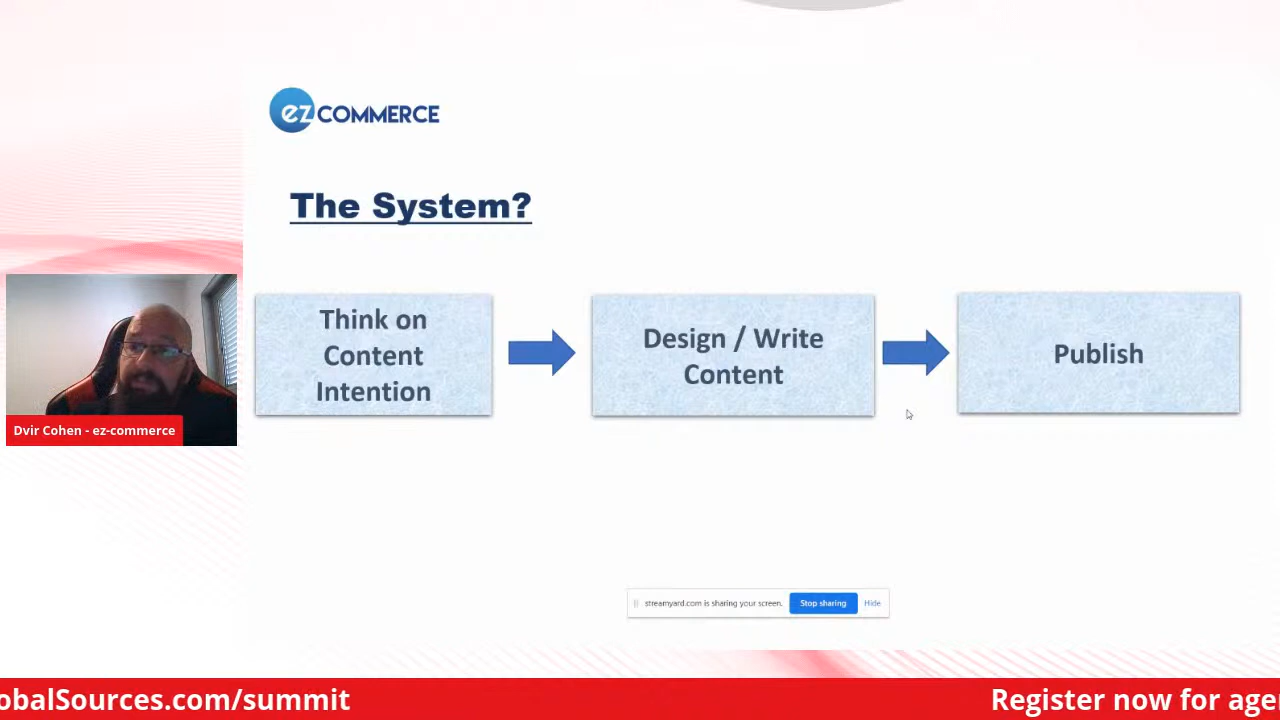 ez COMMERCE
The System?
Think on
Content
Intention
Design / Write
Content
Publish
Dvir Cohen - ez-commerce
streamyard.com is sharing your screen. Stop sharing Hide
obalSources.com/summit Register now for age